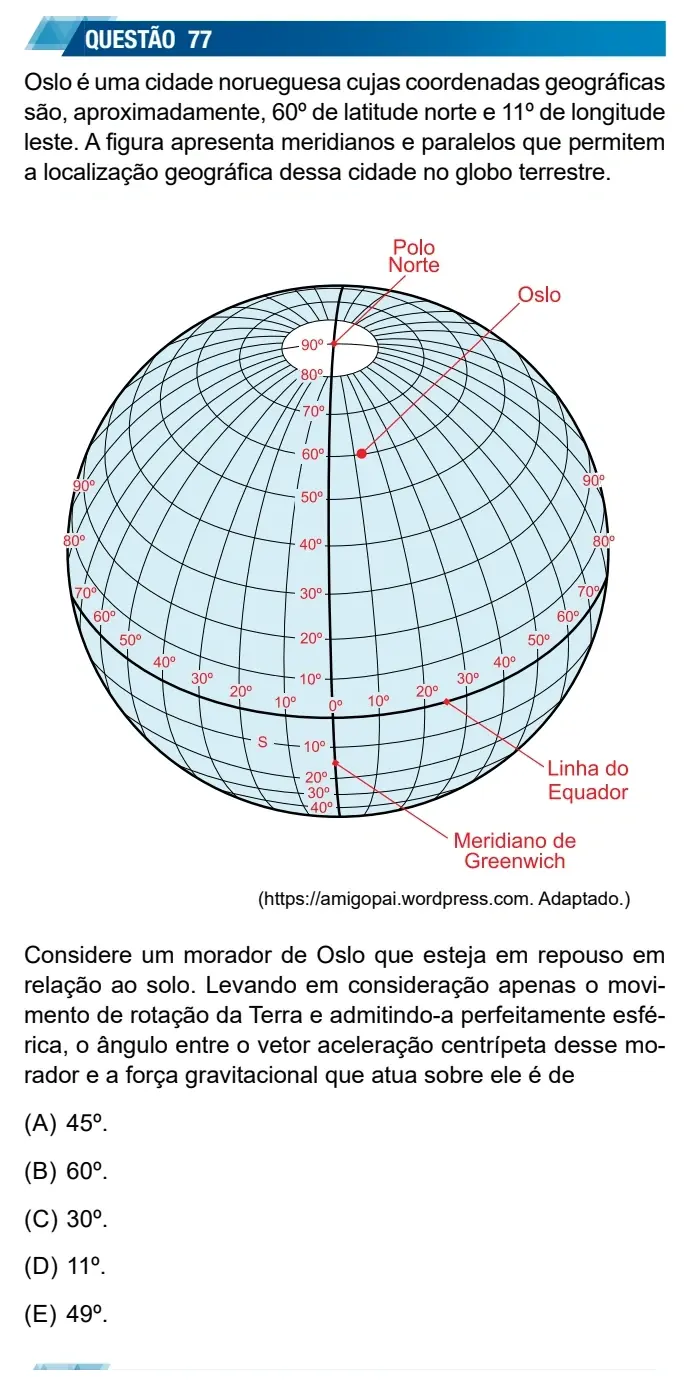 QUESTÃO 77
Oslo é uma cidade norueguesa cujas coordenadas geográficas
são, aproximadamente, 60º de latitude norte e 11º de longitude
leste. A figura apresenta meridianos e paralelos que permitem
a localização geográfica dessa cidade no globo terrestre.
Polo
Norte
Oslo
90º
80º
70º
60º
90º
90º
50º
80º
40º
80º
70º
30º
70º
60º
60º
50º
20º
50º
40º
40º
30º
10º
30º
20º
20º
10º
0º
10º
S
10º
20º
30º
40º
Linha do
Equador
Meridiano de
Greenwich
(https://amigopai.wordpress.com. Adaptado.)
Considere um morador de Oslo que esteja em repouso em
relação ao solo. Levando em consideração apenas o movi-
mento de rotação da Terra e admitindo-a perfeitamente esfé-
rica, o ângulo entre o vetor aceleração centrípeta desse mo-
rador e a força gravitacional que atua sobre ele é de
(A) 45º.
(B) 60º.
(C) 30º.
(D) 11º.
(E) 49º.